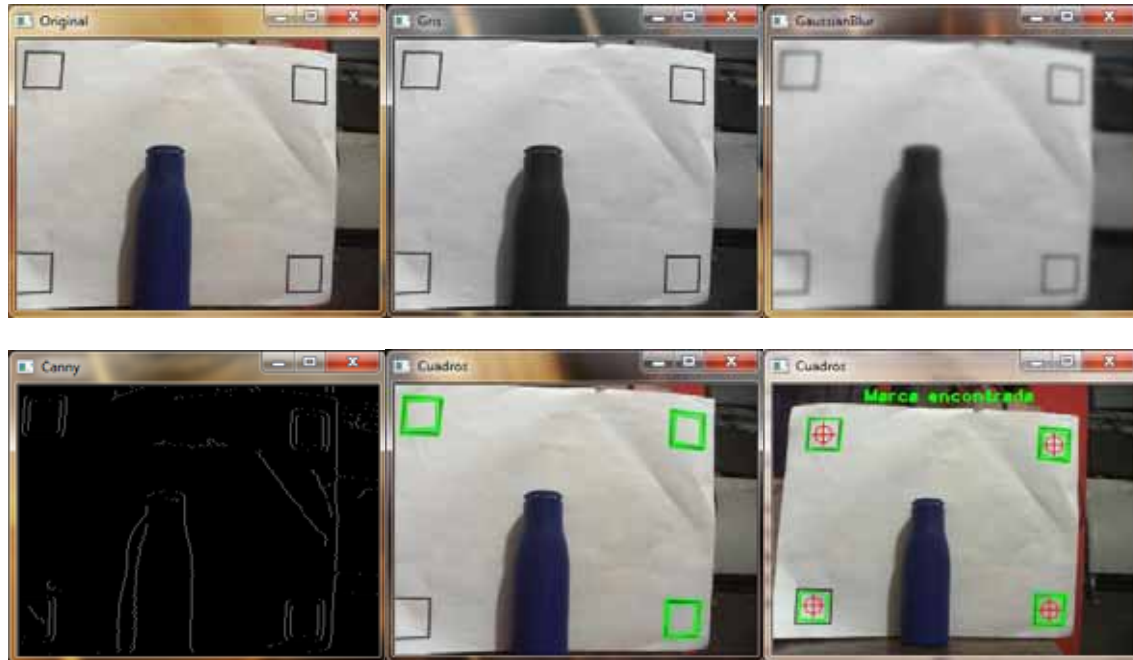 Original
Gris
GaussianBlur
Canny
Cuadros
Cuadros
Marca encontrada